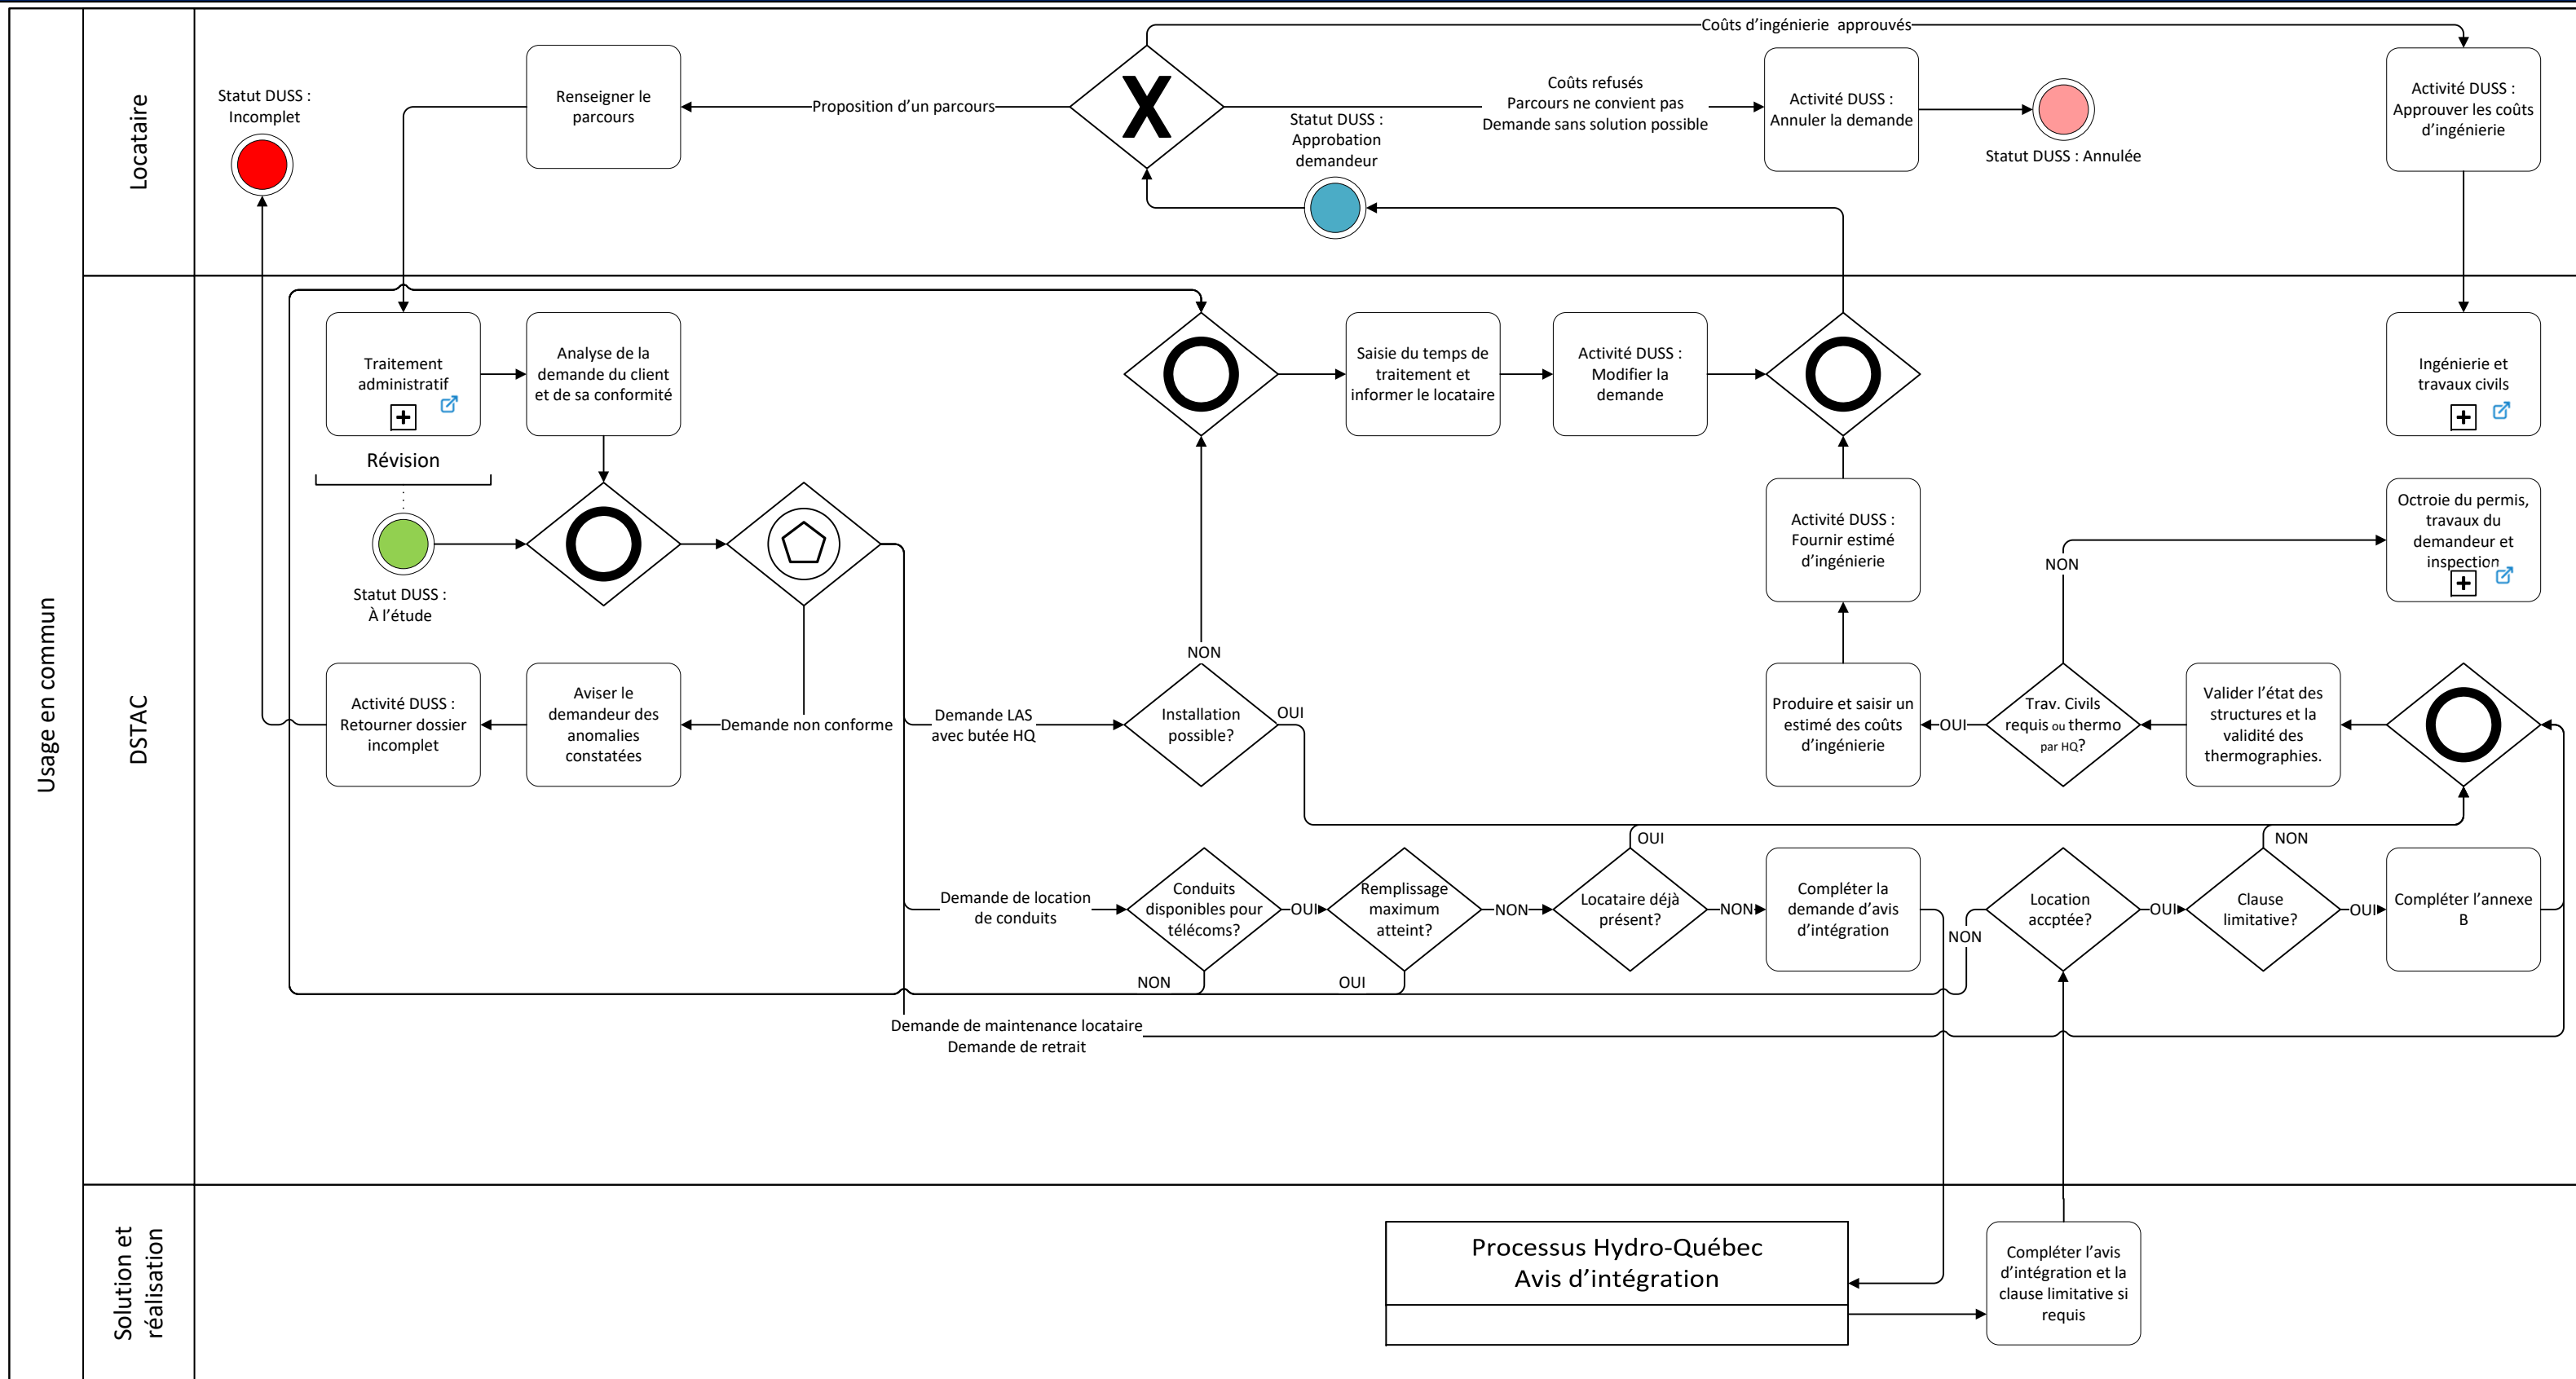 Usage en commun
Locataire
Statut DUSS :
Incomplet
Renseigner le
parcours
Proposition d’un parcours
X
Coûts d’ingénierie approuvés
Coûts refusés
Parcours ne convient pas
Demande sans solution possible
Statut DUSS :
Approbation
demandeur
Activité DUSS :
Annuler la demande
Statut DUSS : Annulée
Activité DUSS :
Approuver les coûts
d’ingénierie
DSTAC
Traitement
administratif
Analyse de la
demande du client
et de sa conformité
Révision
Statut DUSS :
À l’étude
Saisie du temps de
traitement et
informer le locataire
Activité DUSS :
Modifier la
demande
Ingénierie et
travaux civils
Activité DUSS :
Fournir estimé
d’ingénierie
NON
Octroie du permis,
travaux du
demandeur et
inspection
Activité DUSS :
Retourner dossier
incomplet
Aviser le
demandeur des
anomalies
constatées
Demande non conforme
Demande LAS
avec butée HQ
NON
Installation
possible?
OUI
Produire et saisir un
estimé des coûts
d’ingénierie
OUI
Trav. Civils
requis ou thermo
par HQ?
Valider l’état des
structures et la
validité des
thermographies.
Demande de location
de conduits
Conduits
disponibles pour
télécoms?
OUI
NON
Remplissage
maximum
atteint?
NON
OUI
Locataire déjà
présent?
OUI
NON
Compléter la
demande d’avis
d’intégration
NON
Location
accptée?
OUI
Clause
limitative?
NON
OUI
Compléter l’annexe
B
Demande de maintenance locataire
Demande de retrait
Solution et
réalisation
Processus Hydro-Québec
Avis d’intégration
Compléter l’avis
d’intégration et la
clause limitative si
requis